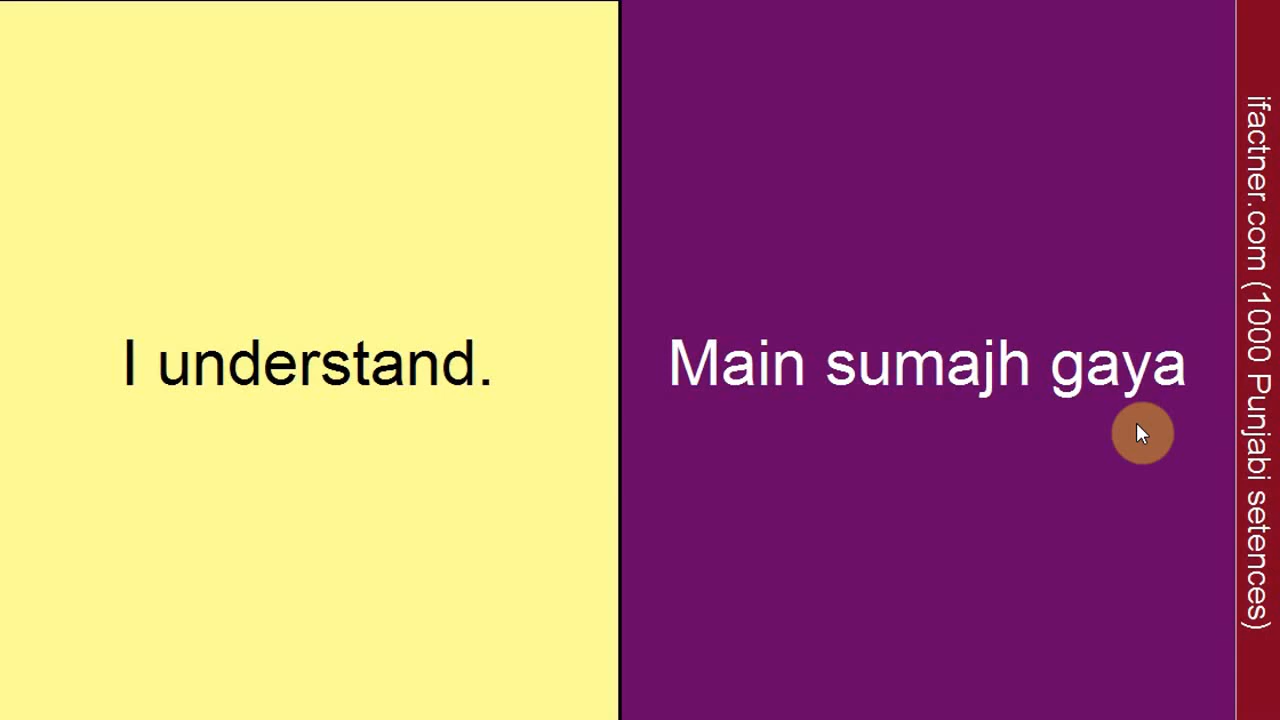 I understand.
Main sumajh gaya
ifactner.com (1000 Punjabi setences)